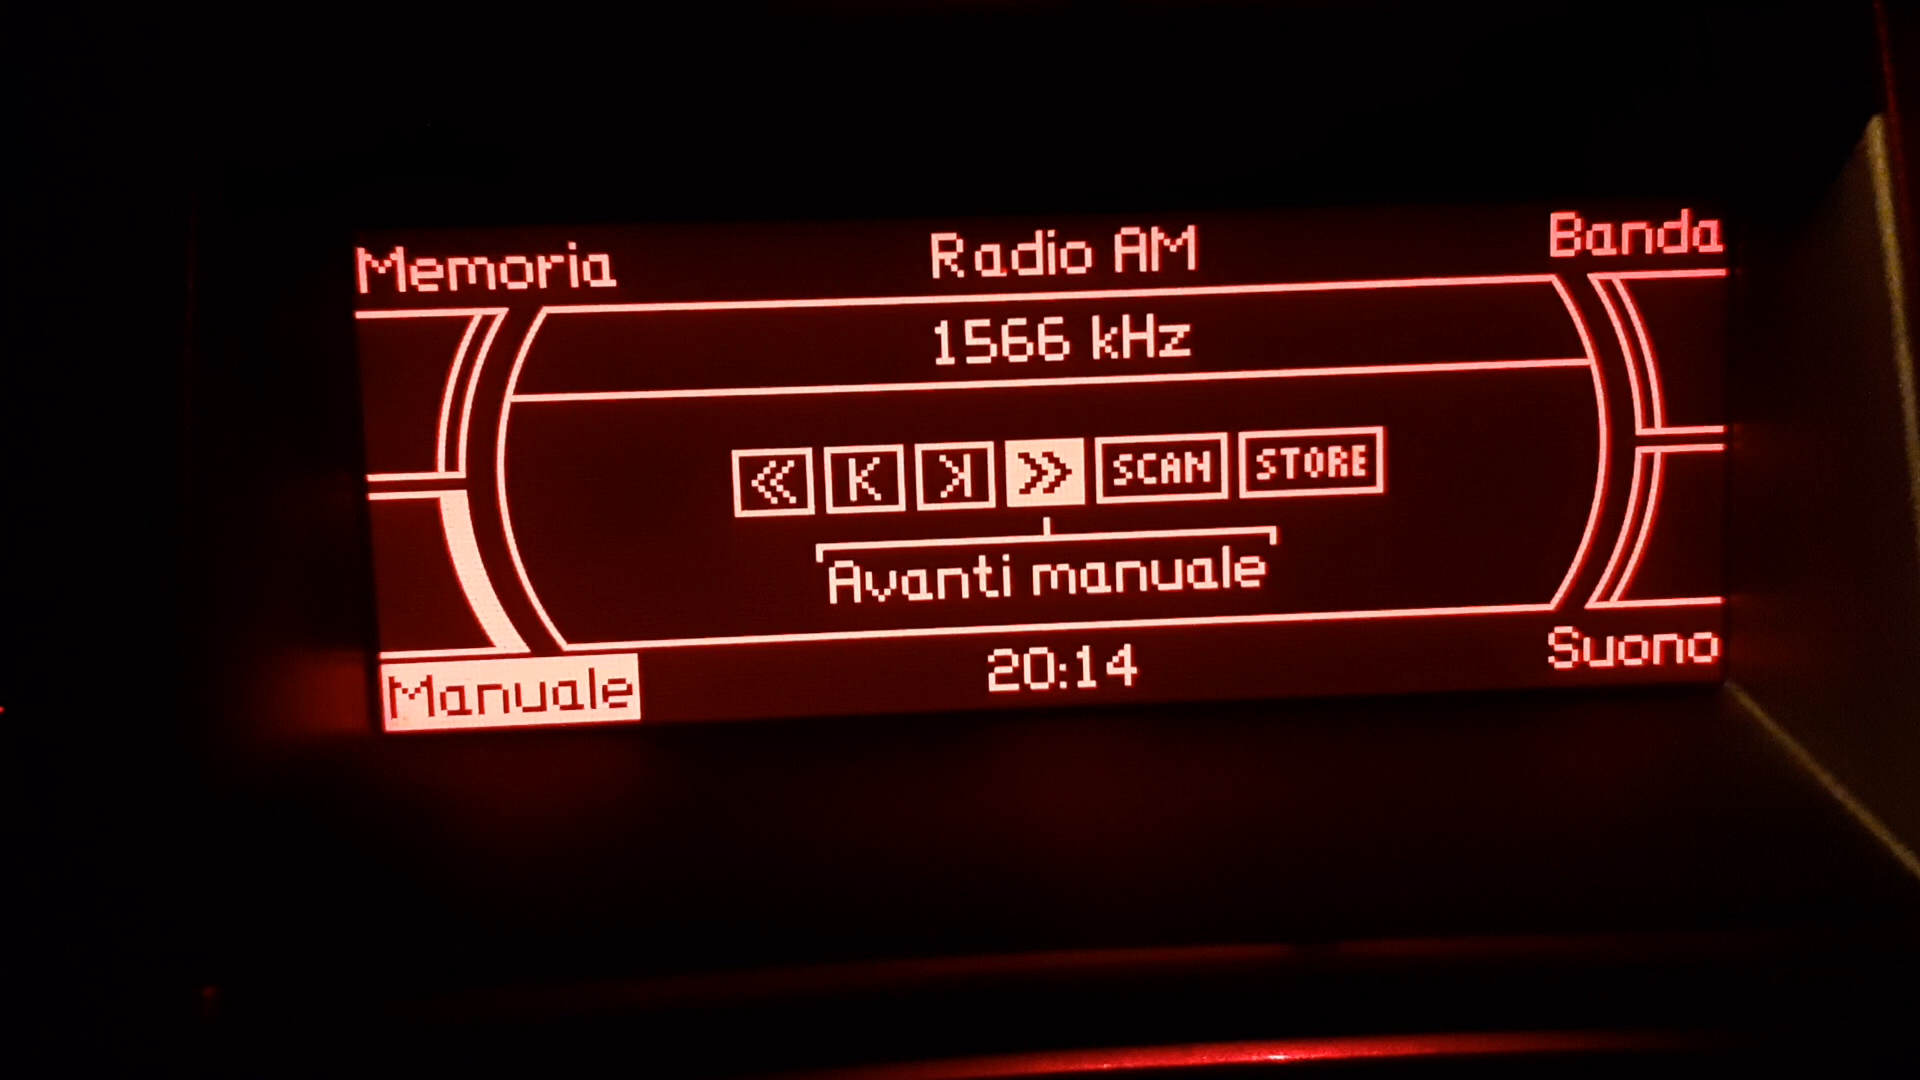 Memoria Radio AM Banda
1566 kHz
SCAN STORE
Avanti manuale
Manuale 20:14 Suono